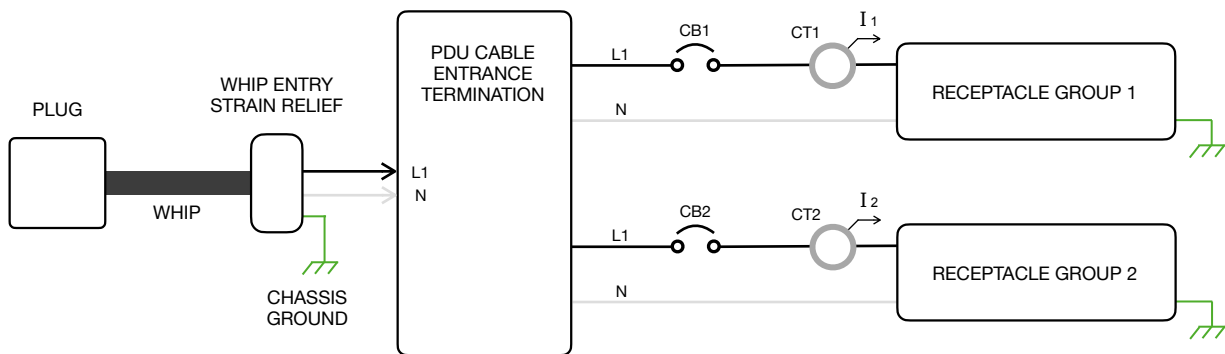 PLUG
WHIP
WHIP ENTRY
STRAIN RELIEF
CHASSIS
GROUND
PDU CABLE
ENTRANCE
TERMINATION
L1
N
L1
CB1
CT1
I1
N
RECEPTACLE GROUP 1
L1
CB2
CT2
I2
N
RECEPTACLE GROUP 2